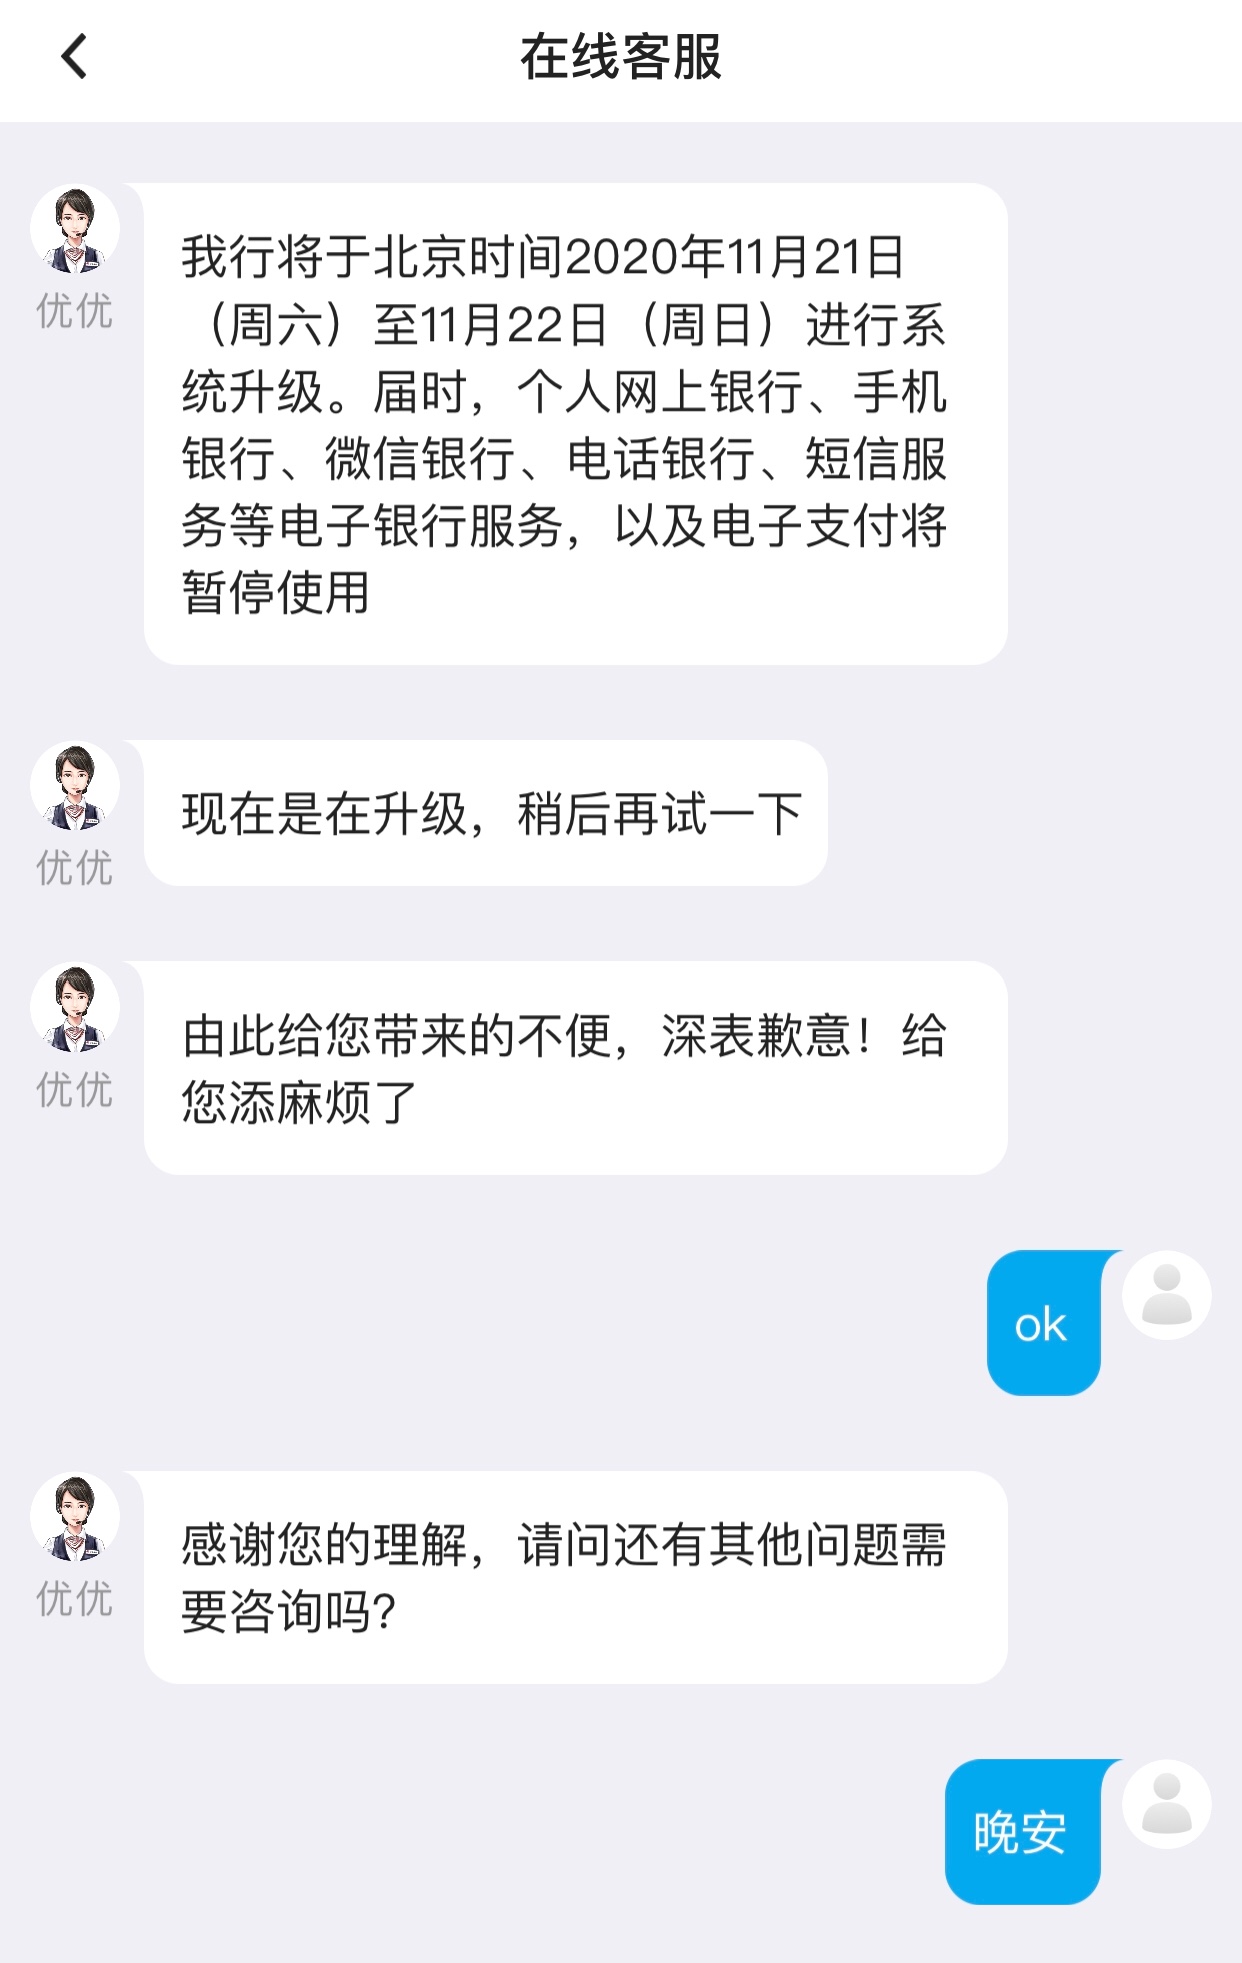 在线客服
我行将于北京时间2020年11月21日
（周六）至11月22日（周日）进行系
统升级。届时，个人网上银行、手机
银行、微信银行、电话银行、短信服
务等电子银行服务，以及电子支付将
暂停使用
优优
现在是在升级，稍后再试一下
优优
由此给您带来的不便，深表歉意！给
您添麻烦了
优优
ok
感谢您的理解，请问还有其他问题需
要咨询吗?
优优
晚安